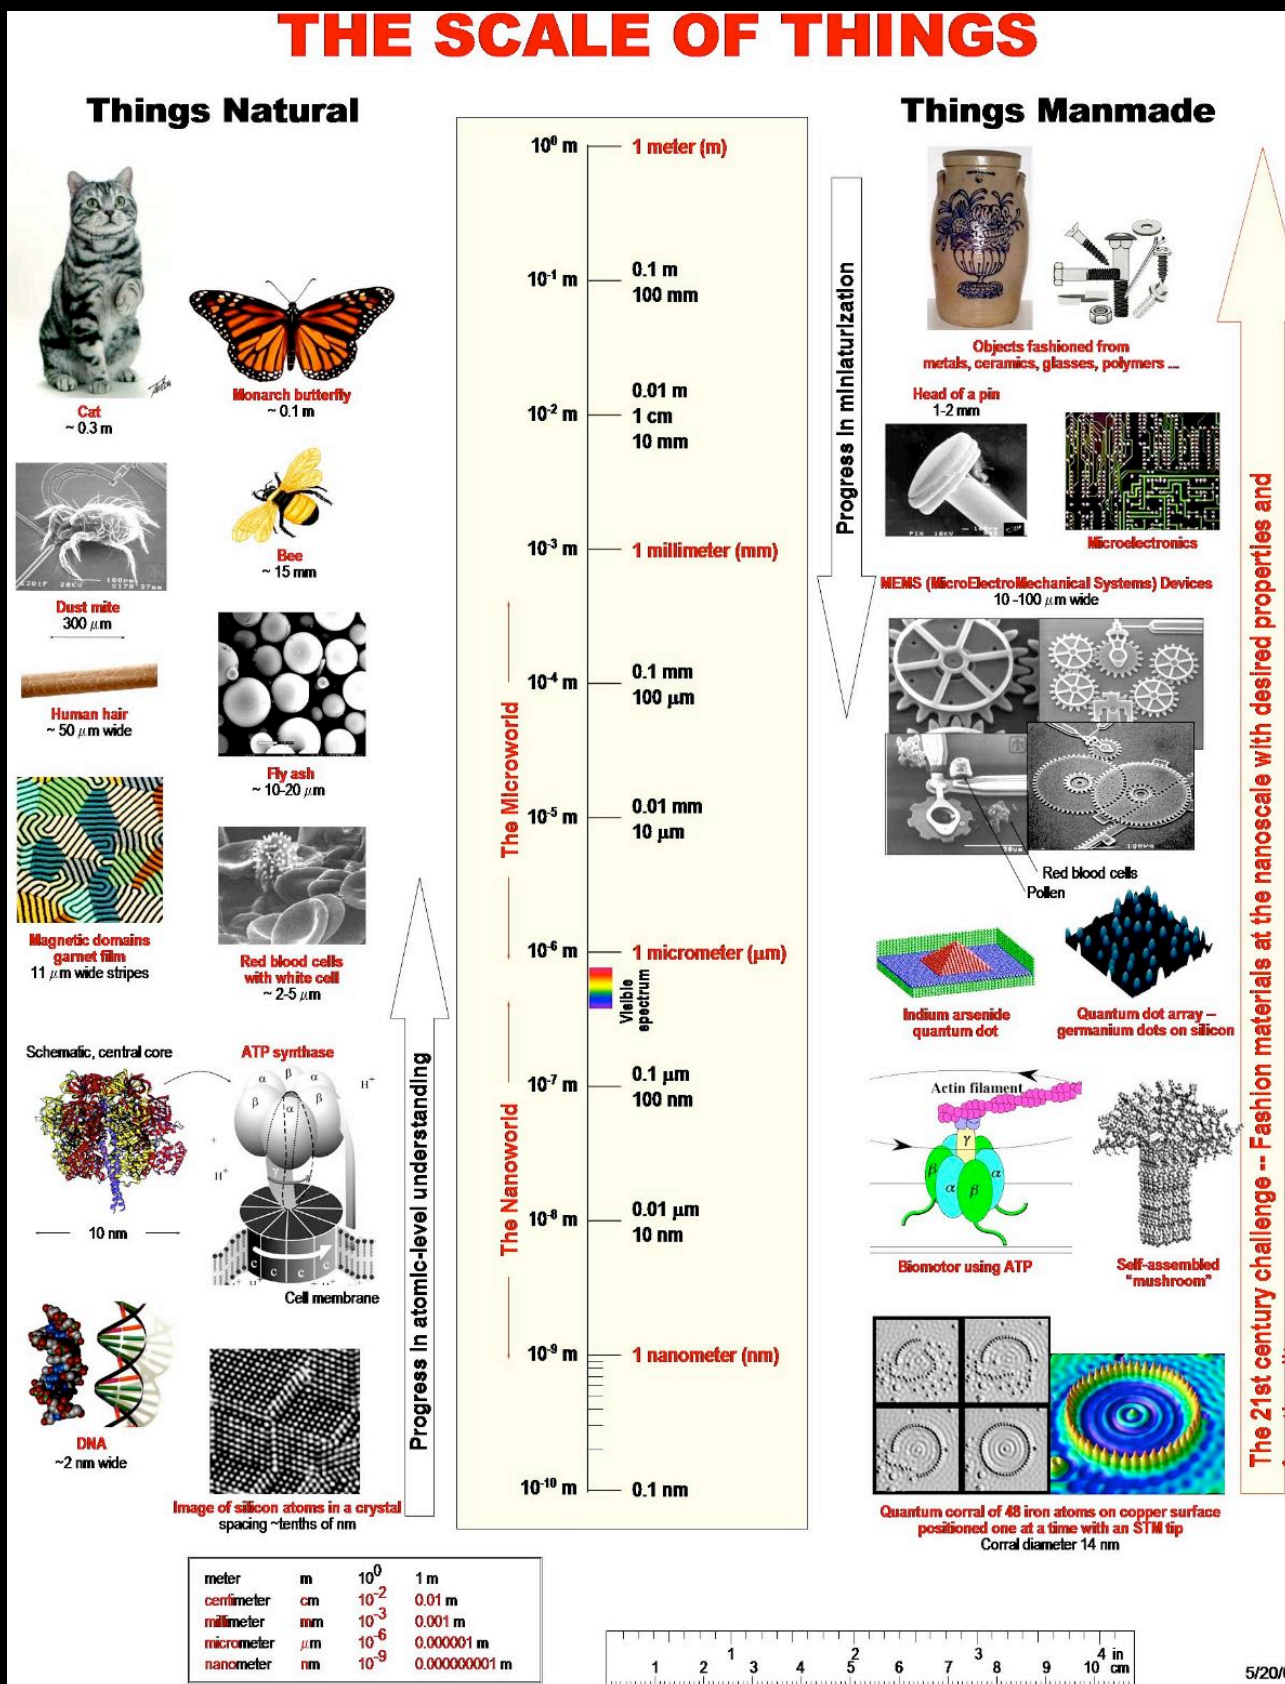 THE SCALE OF THINGS
Things Natural
Things Manmade
Cat
~ 0.3 m
Monarch butterfly
~ 0.1 m
Dust mite
300 μm
Bee
~ 15 mm
Human hair
~ 50 μm wide
Fly ash
~ 10-20 μm
Magnetic domains
garnet film
11 μm wide stripes
Red blood cells
with white cell
~ 2-5 μm
Schematic, central core
ATP synthase
α
β
α
β
α
β
γ
H⁺
H⁺
c
c
c
c
10 nm
Cell membrane
DNA
~2 nm wide
Image of silicon atoms in a crystal
spacing ~tenths of nm
Progress in atomic-level understanding
10⁰ m 1 meter (m)
10⁻¹ m 0.1 m
100 mm
0.01 m
10⁻² m 1 cm
10 mm
10⁻³ m 1 millimeter (mm)
10⁻⁴ m 0.1 mm
100 μm
10⁻⁵ m 0.01 mm
10 μm
10⁻⁶ m 1 micrometer (μm)
Visible
spectrum
10⁻⁷ m 0.1 μm
100 nm
10⁻⁸ m 0.01 μm
10 nm
10⁻⁹ m 1 nanometer (nm)
10⁻¹⁰ m 0.1 nm
The Microworld
The Nanoworld
Progress in miniaturization
Objects fashioned from
metals, ceramics, glasses, polymers ...
Head of a pin
1-2 mm
PIN 10KV
Microelectronics
MEMS (MicroElectroMechanical Systems) Devices
10 -100 μm wide
Red blood cells
Pollen
Indium arsenide
quantum dot
Quantum dot array --
germanium dots on silicon
Actin filament
γ
β
α
β
α
Biomotor using ATP
Self-assembled
"mushroom"
Quantum corral of 48 iron atoms on copper surface
positioned one at a time with an STM tip
Corral diameter 14 nm
The 21st century challenge -- Fashion materials at the nanoscale with desired properties and
meter m 10⁰ 1 m
centimeter cm 10⁻² 0.01 m
millimeter mm 10⁻³ 0.001 m
micrometer μm 10⁻⁶ 0.000001 m
nanometer nm 10⁻⁹ 0.000000001 m
1 2 3 4 in
1 2 3 4 5 6 7 8 9 10 cm